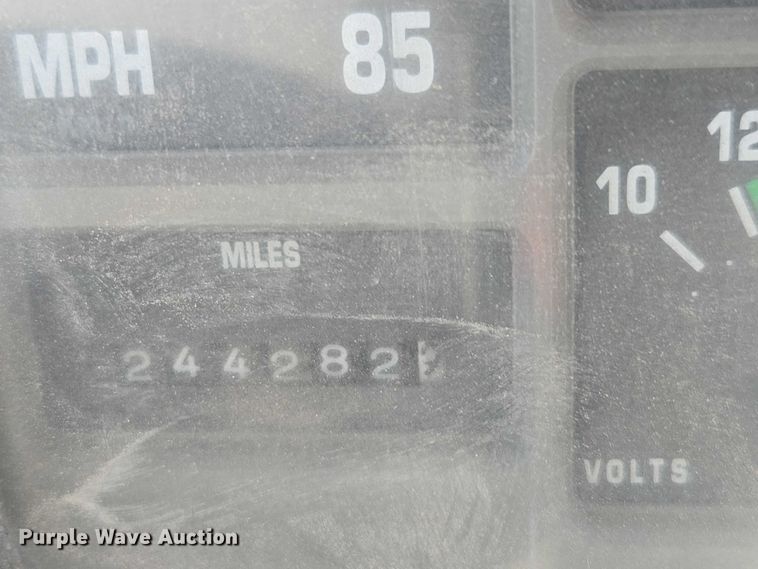 MPH 85
12
10
MILES
244282
VOLTS
Purple Wave Auction